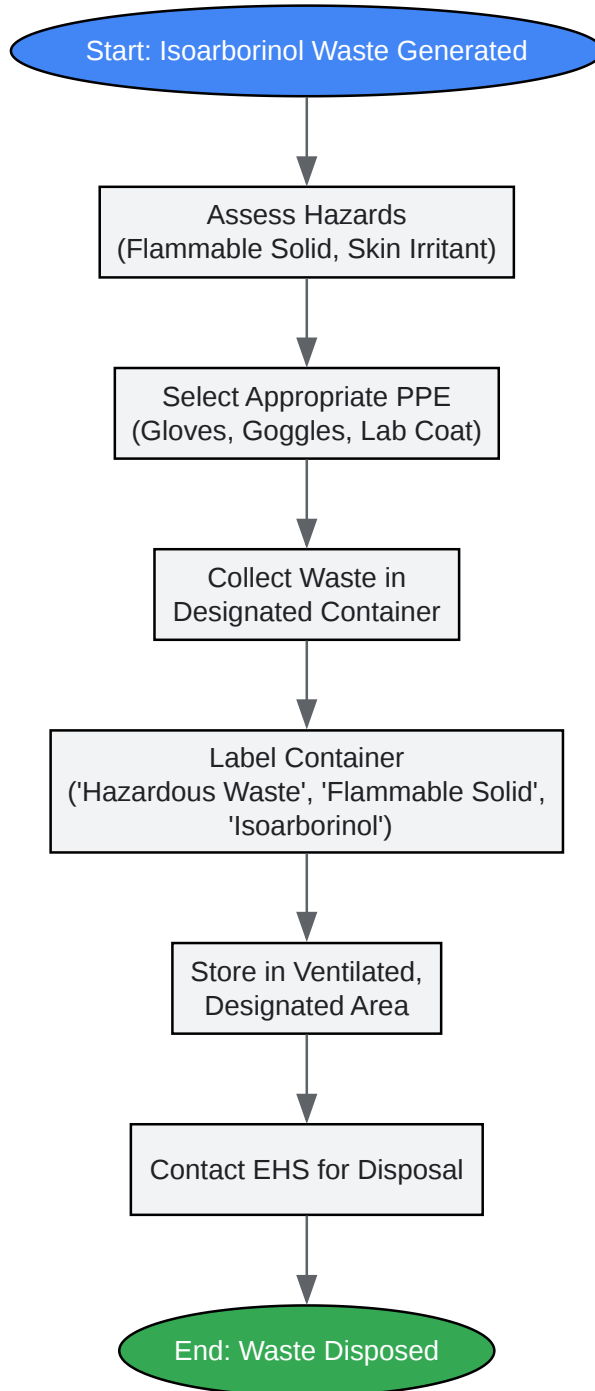 Start: Isoarborinol Waste Generated
Assess Hazards
(Flammable Solid, Skin Irritant)
Select Appropriate PPE
(Gloves, Goggles, Lab Coat)
Collect Waste in
Designated Container
Label Container
('Hazardous Waste', 'Flammable Solid',
'Isoarborinol')
Store in Ventilated,
Designated Area
Contact EHS for Disposal
End: Waste Disposed